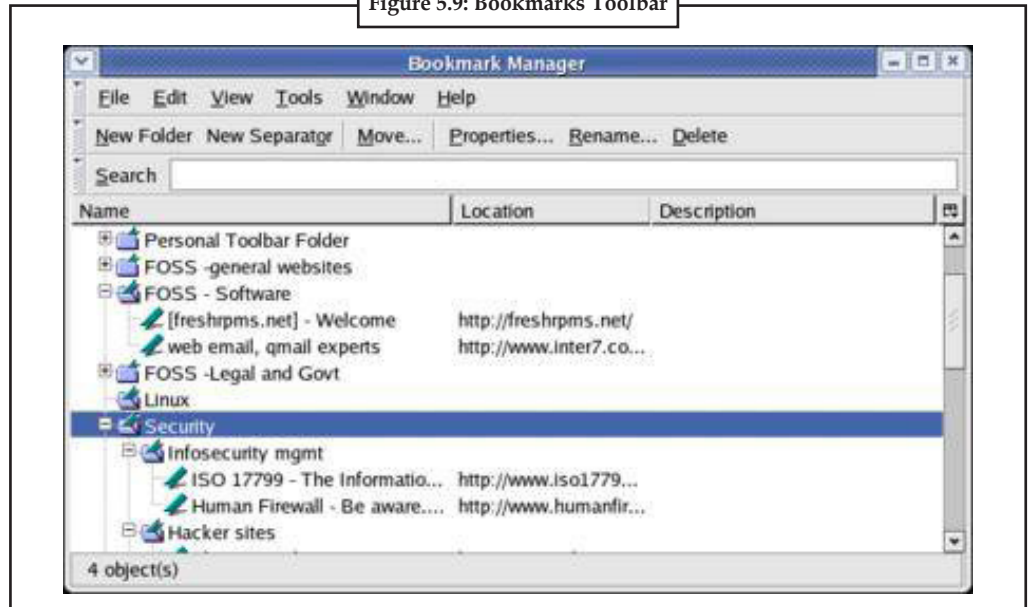 Figure 5.9: Bookmarks Toolbar
Bookmark Manager
File Edit View Tools Window Help
New Folder New Separator Move... Properties... Rename... Delete
Search
Name Location Description
Personal Toolbar Folder
FOSS -general websites
FOSS - Software
[freshrpms.net] - Welcome http://freshrpms.net/
web email, qmail experts http://www.inter7.co...
FOSS -Legal and Govt
Linux
Security
Infosecurity mgmt
ISO 17799 - The Informatio... http://www.iso1779...
Human Firewall - Be aware.... http://www.humanfir...
Hacker sites
4 object(s)